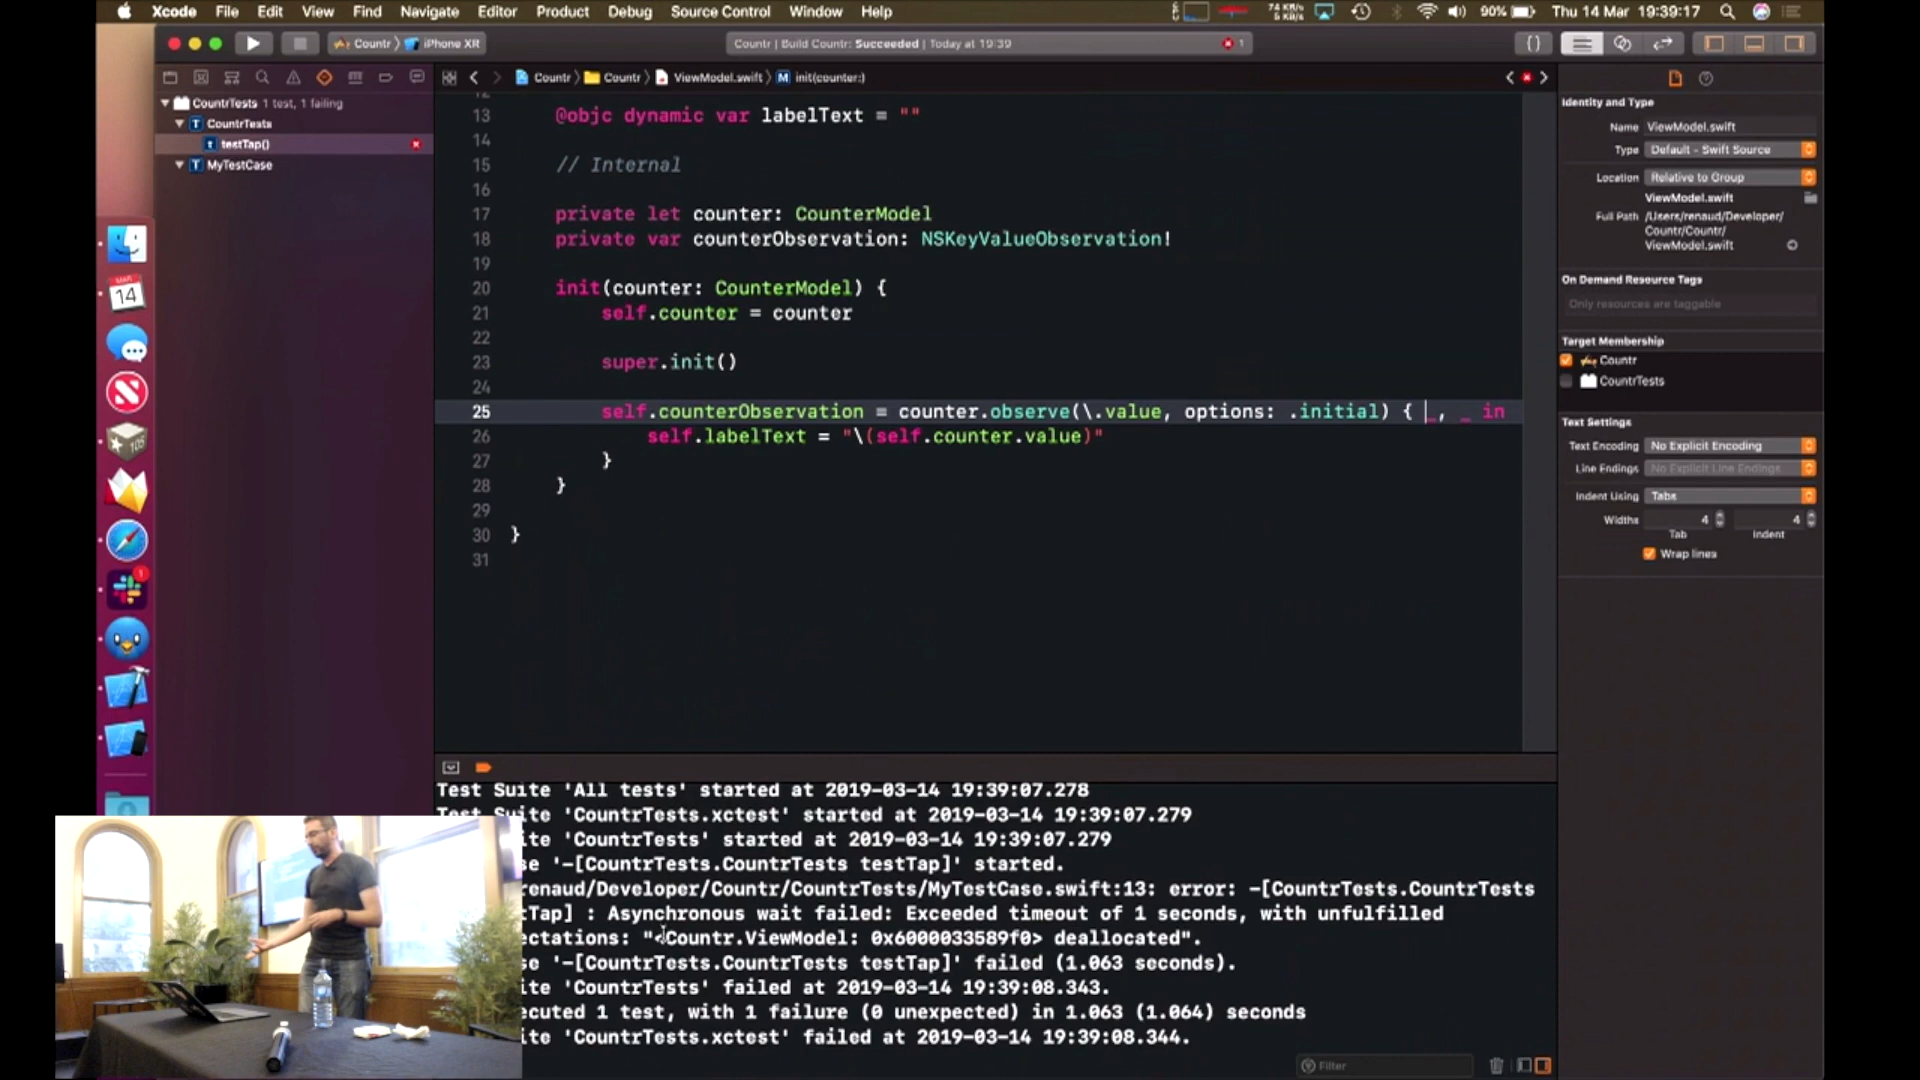 Xcode File Edit View Find Navigate Editor Product Debug Source Control Window Help
90% Thu 14 Mar 19:39:17
Countr 〉 iPhone XR
Countr | Build Countr: Succeeded | Today at 19:39
1
Countr 〉 Countr 〉 ViewModel.swift 〉 M init(counter:)
CountrTests 1 test, 1 failing
T CountrTests
t testTap()
T MyTestCase
12
13 @objc dynamic var labelText = ""
14
15 // Internal
16
17 private let counter: CounterModel
18 private var counterObservation: NSKeyValueObservation!
19
20 init(counter: CounterModel) {
21 self.counter = counter
22
23 super.init()
24
25 self.counterObservation = counter.observe(\.value, options: .initial) { _, _ in
26 self.labelText = "\(self.counter.value)"
27 }
28 }
29
30 }
31
Identity and Type
Name ViewModel.swift
Type Default - Swift Source
Location Relative to Group
ViewModel.swift
Full Path /Users/renaud/Developer/
Countr/Countr/
ViewModel.swift
On Demand Resource Tags
Only resources are taggable
Target Membership
Countr
CountrTests
Text Settings
Text Encoding No Explicit Encoding
Line Endings No Explicit Line Endings
Indent Using Tabs
Widths 4 4
Tab Indent
Wrap lines
MAR
14
1
Test Suite 'All tests' started at 2019-03-14 19:39:07.278
Test Suite 'CountrTests.xctest' started at 2019-03-14 19:39:07.279
ite 'CountrTests' started at 2019-03-14 19:39:07.279
se '-[CountrTests.CountrTests testTap]' started.
renaud/Developer/Countr/CountrTests/MyTestCase.swift:13: error: -[CountrTests.CountrTests
tTap] : Asynchronous wait failed: Exceeded timeout of 1 seconds, with unfulfilled
ectations: "<Countr.ViewModel: 0x6000033589f0> deallocated".
se '-[CountrTests.CountrTests testTap]' failed (1.063 seconds).
ite 'CountrTests' failed at 2019-03-14 19:39:08.343.
ecuted 1 test, with 1 failure (0 unexpected) in 1.063 (1.064) seconds
ite 'CountrTests.xctest' failed at 2019-03-14 19:39:08.344.
Filter